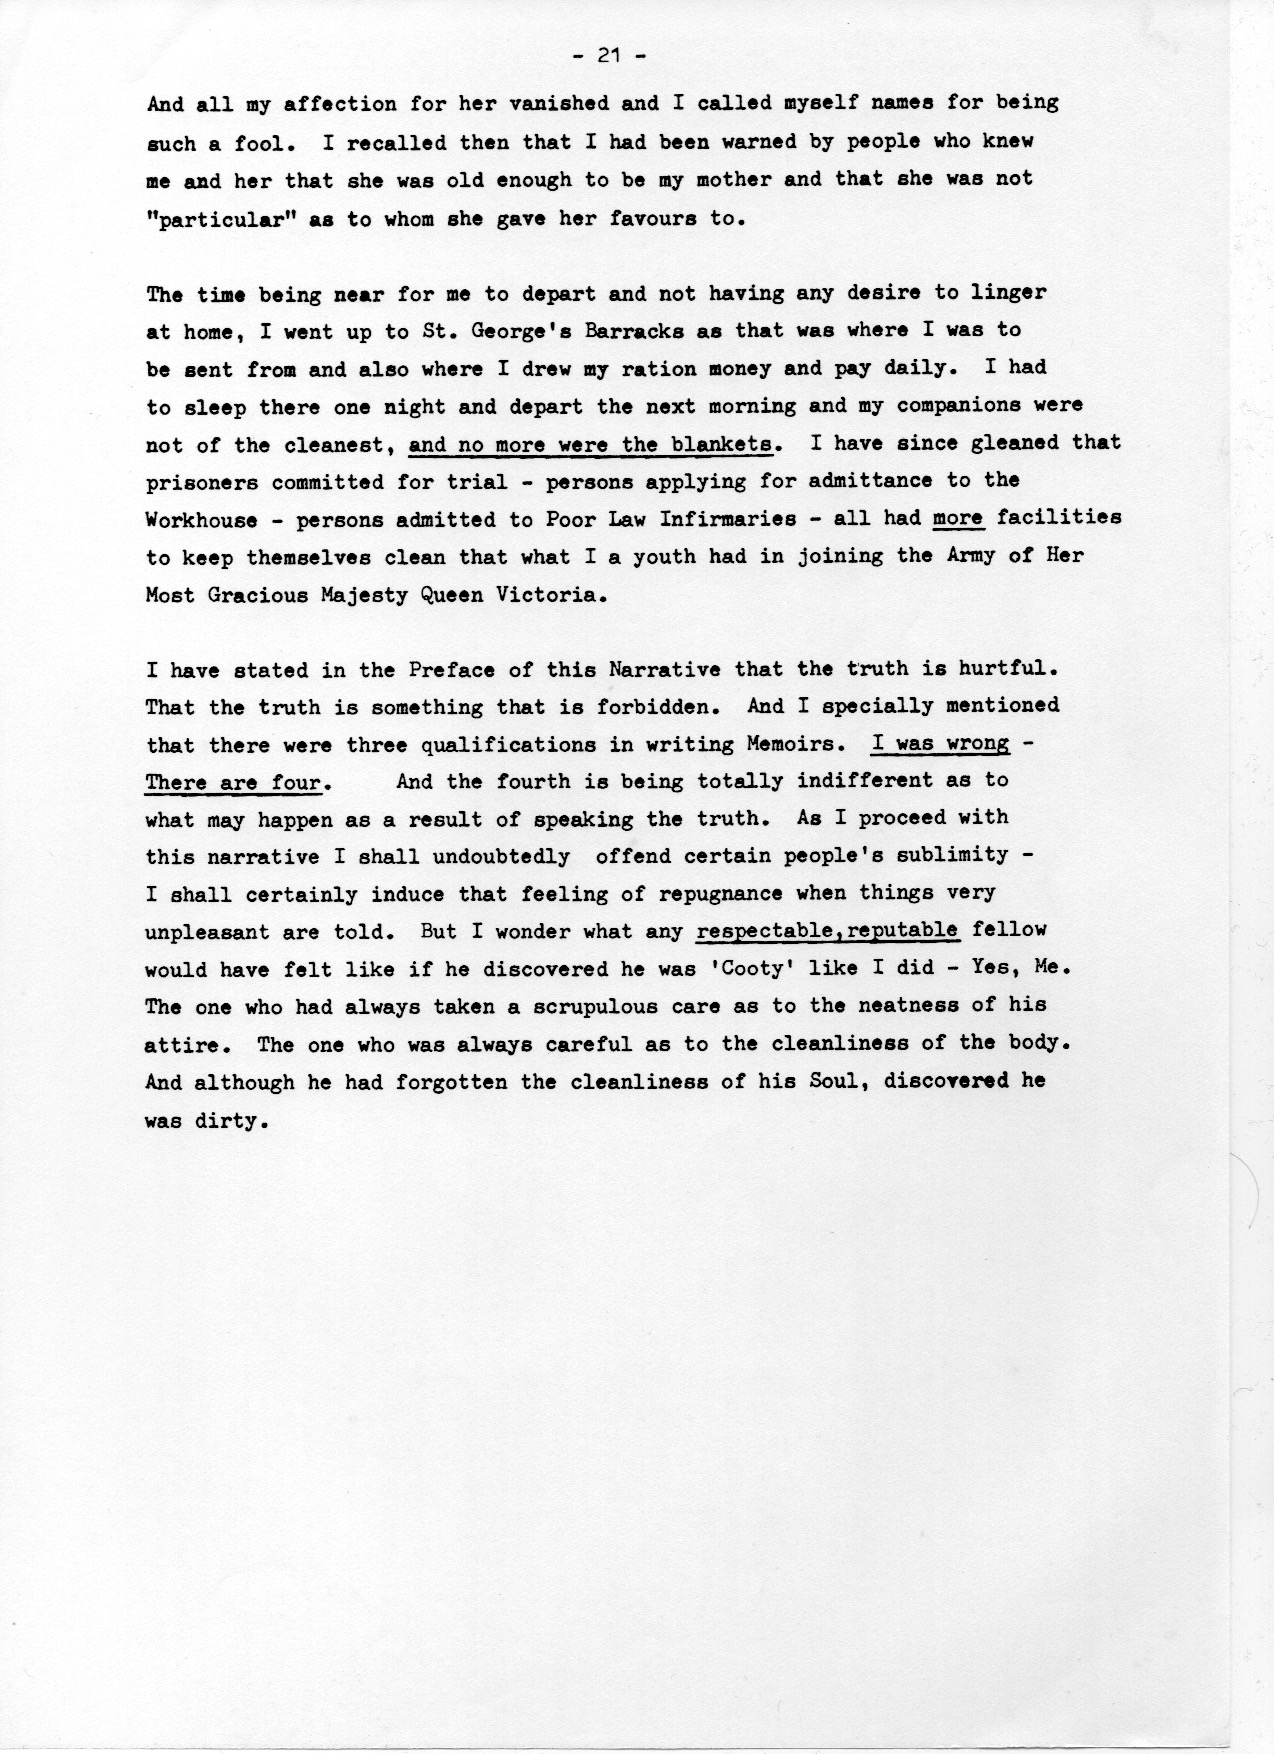 - 21 -
And all my affection for her vanished and I called myself names for being
such a fool. I recalled then that I had been warned by people who knew
me and her that she was old enough to be my mother and that she was not
"particular" as to whom she gave her favours to.
The time being near for me to depart and not having any desire to linger
at home, I went up to St. George's Barracks as that was where I was to
be sent from and also where I drew my ration money and pay daily. I had
to sleep there one night and depart the next morning and my companions were
not of the cleanest, and no more were the blankets. I have since gleaned that
prisoners committed for trial - persons applying for admittance to the
Workhouse - persons admitted to Poor Law Infirmaries - all had more facilities
to keep themselves clean that what I a youth had in joining the Army of Her
Most Gracious Majesty Queen Victoria.
I have stated in the Preface of this Narrative that the truth is hurtful.
That the truth is something that is forbidden. And I specially mentioned
that there were three qualifications in writing Memoirs. I was wrong -
There are four. And the fourth is being totally indifferent as to
what may happen as a result of speaking the truth. As I proceed with
this narrative I shall undoubtedly offend certain people's sublimity -
I shall certainly induce that feeling of repugnance when things very
unpleasant are told. But I wonder what any respectable,reputable fellow
would have felt like if he discovered he was 'Cooty' like I did - Yes, Me.
The one who had always taken a scrupulous care as to the neatness of his
attire. The one who was always careful as to the cleanliness of the body.
And although he had forgotten the cleanliness of his Soul, discovered he
was dirty.